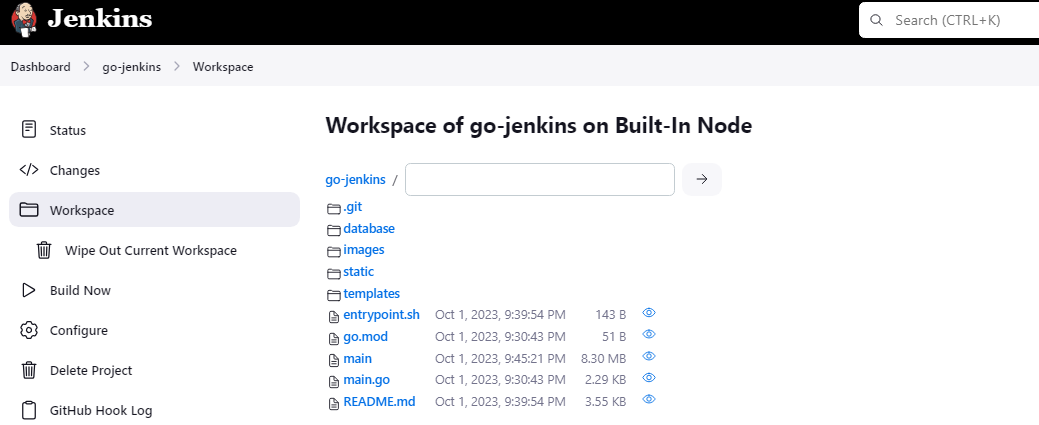 Jenkins
Search (CTRL+K)
Dashboard > go-jenkins > Workspace
Status
Changes
Workspace
Wipe Out Current Workspace
Build Now
Configure
Delete Project
GitHub Hook Log
Workspace of go-jenkins on Built-In Node
go-jenkins /
.git
database
images
static
templates
entrypoint.sh Oct 1, 2023, 9:39:54 PM 143 B
go.mod Oct 1, 2023, 9:30:43 PM 51 B
main Oct 1, 2023, 9:45:21 PM 8.30 MB
main.go Oct 1, 2023, 9:30:43 PM 2.29 KB
README.md Oct 1, 2023, 9:39:54 PM 3.55 KB